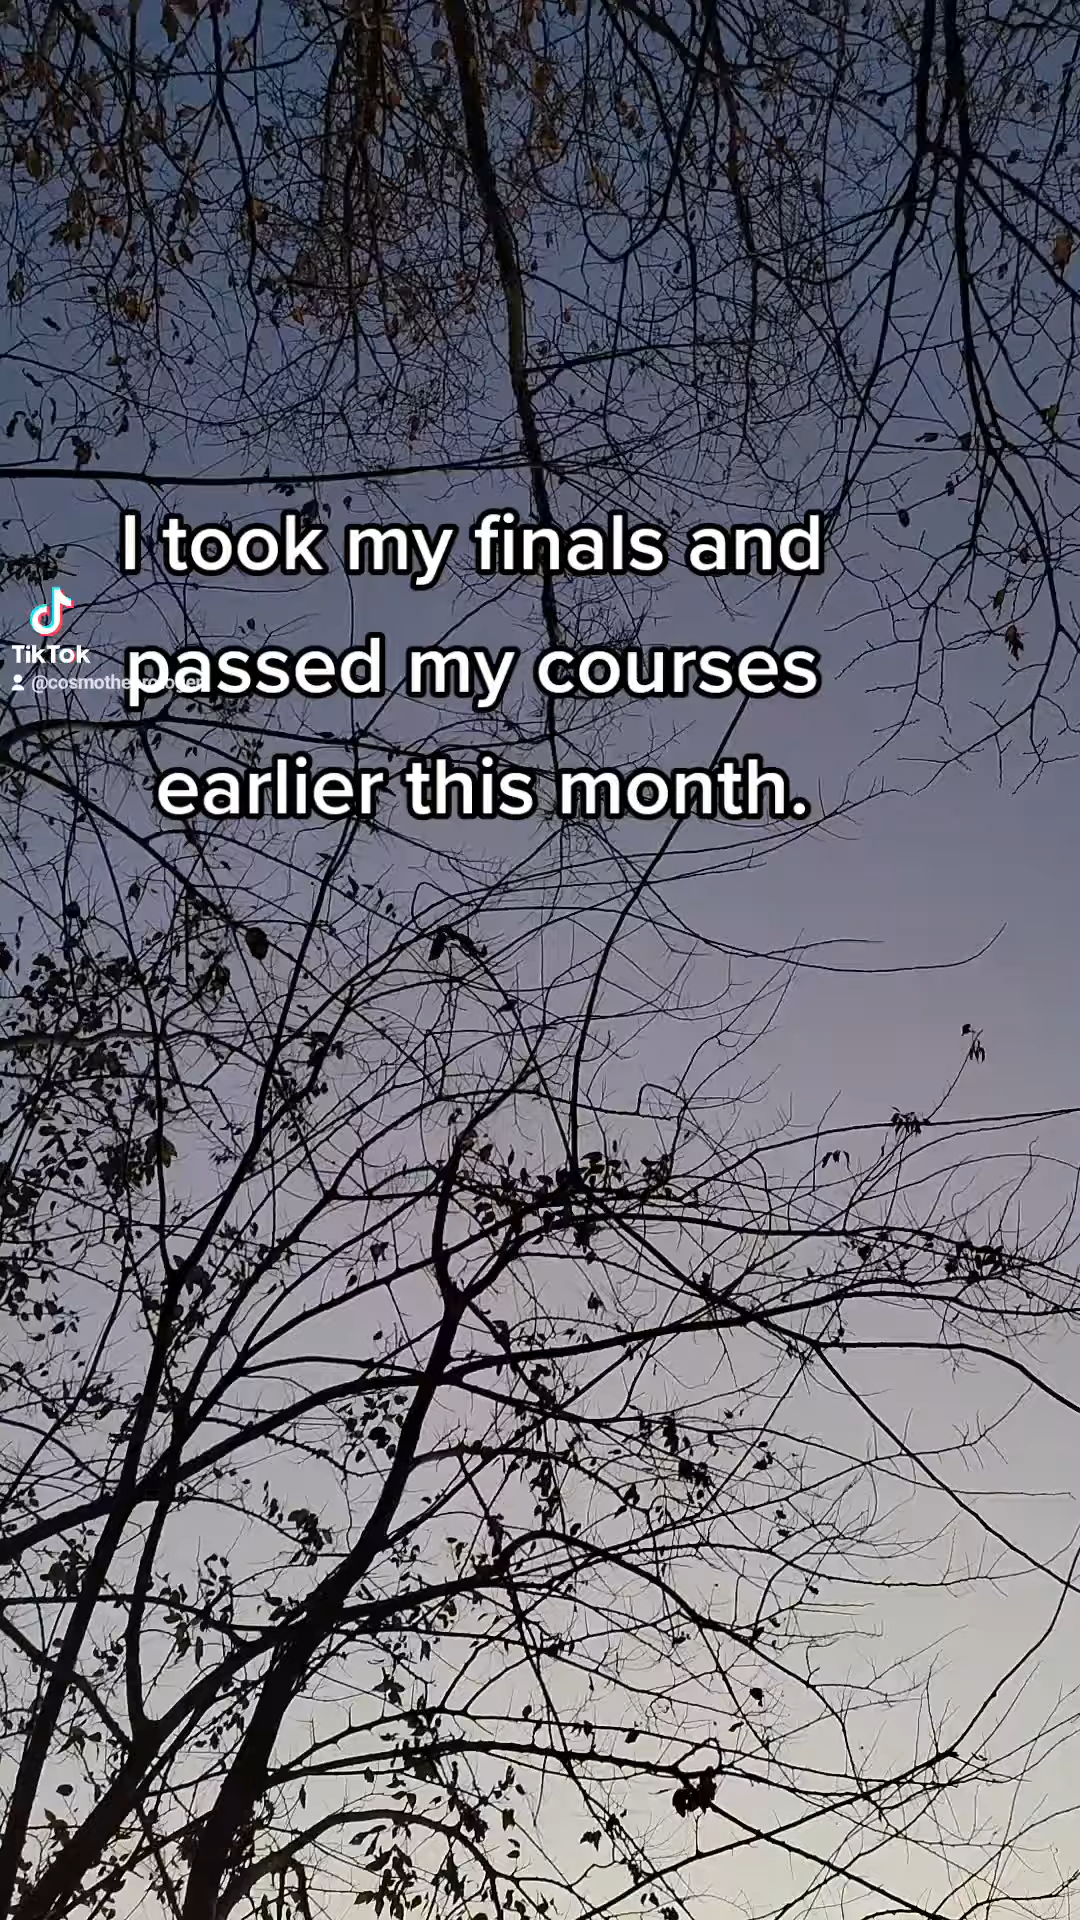 I took my finals and
passed my courses
earlier this month.
TikTok